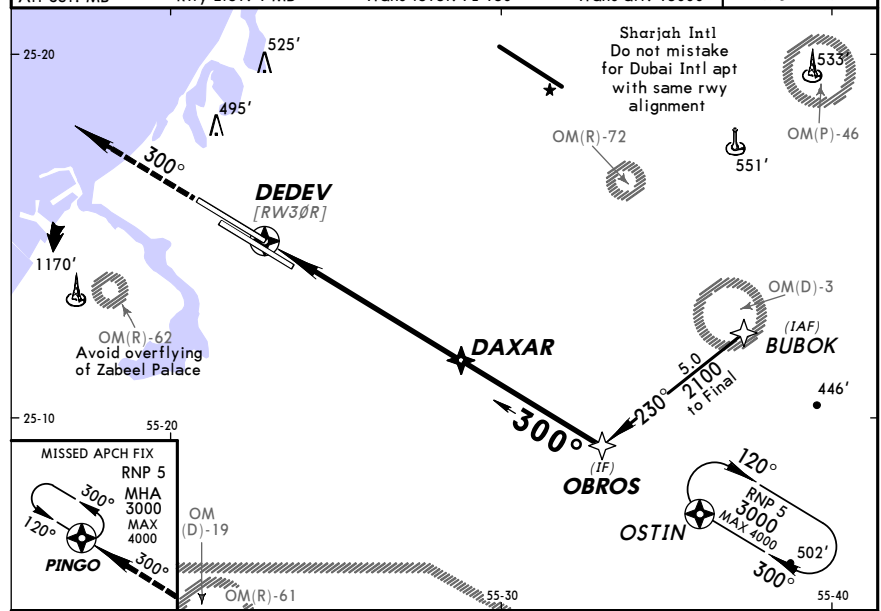 25-20
525'
495'
Sharjah Intl
Do not mistake
for Dubai Intl apt
with same rwy
alignment
533'
OM(P)-46
OM(R)-72
551'
300°
DEDEV
[RW30R]
1170'
OM(R)-62
Avoid overflying
of Zabeel Palace
OM(D)-3
(IAF)
BUBOK
DAXAR
5.0
2100
to Final
230°
446'
300°
(IF)
OBROS
25-10
55-20
MISSED APCH FIX
RNP 5
MHA
3000
MAX
4000
300°
120°
PINGO
300°
OM
(D)-19
OM(R)-61
OSTIN
120°
RNP 5
3000
MAX 4000
502'
300°
55-30
55-40